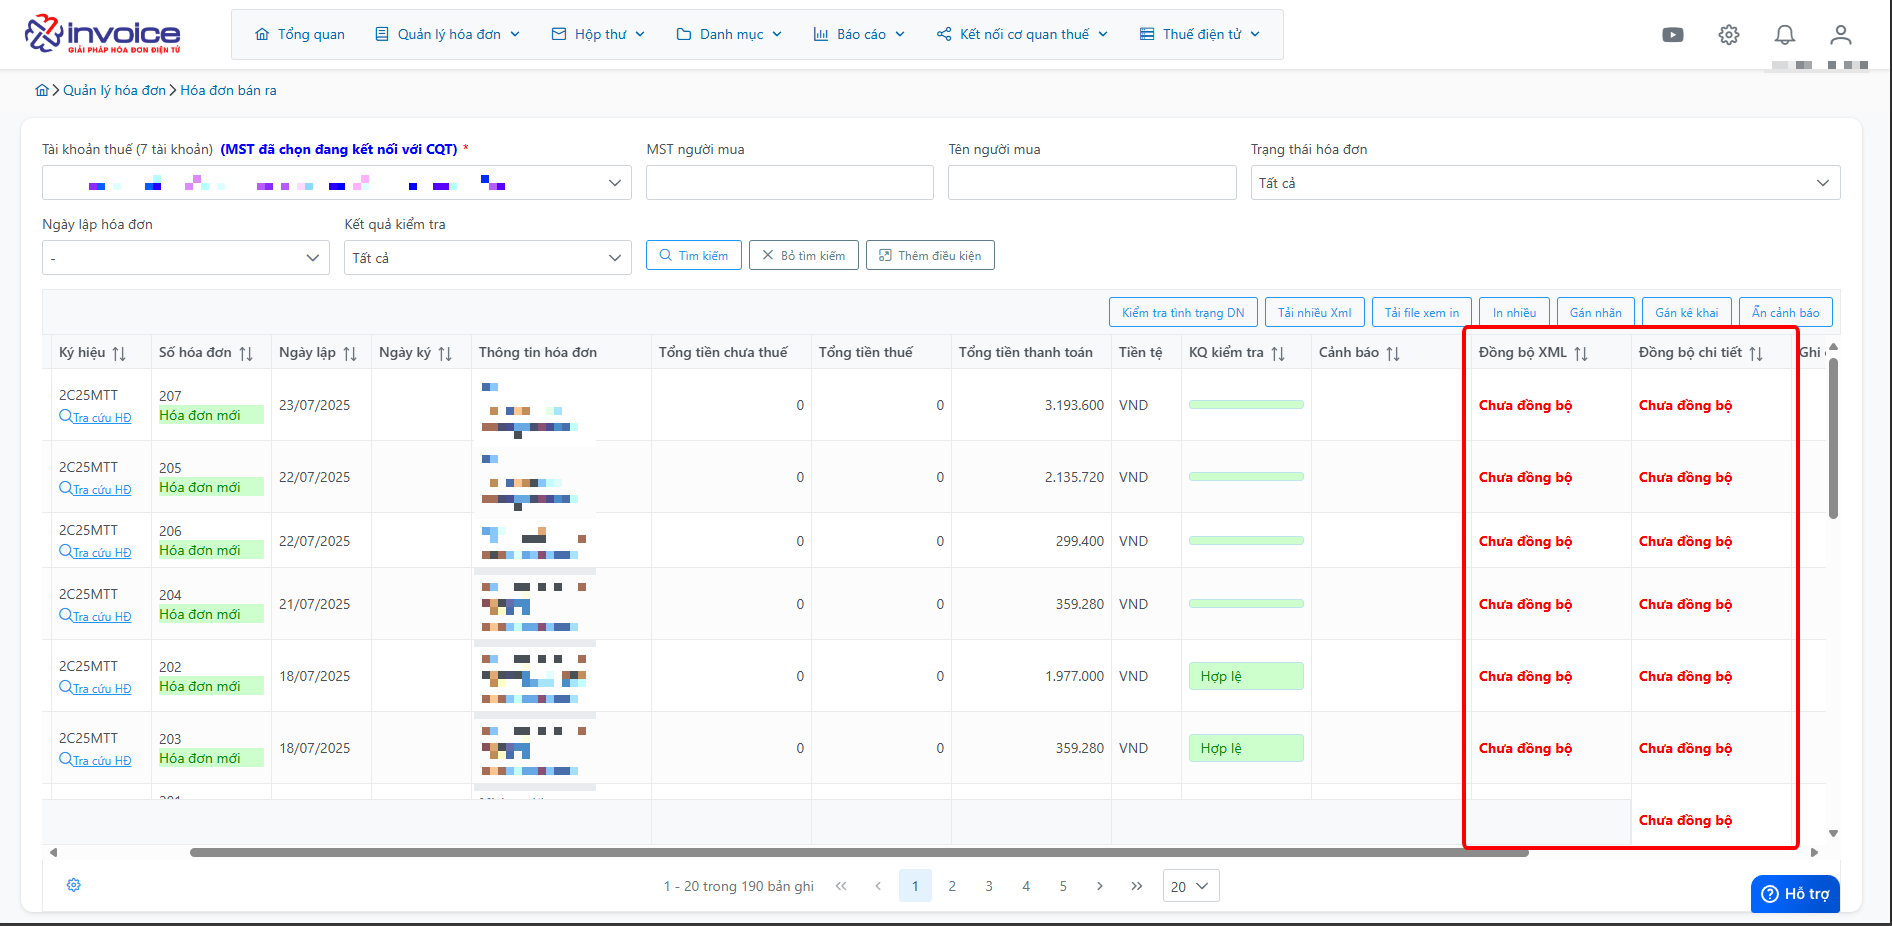 invoice
GIẢI PHÁP HÓA ĐƠN ĐIỆN TỬ
Tổng quan
Quản lý hóa đơn
Hộp thư
Danh mục
Báo cáo
Kết nối cơ quan thuế
Thuế điện tử
Quản lý hóa đơn
Hóa đơn bán ra
Tài khoản thuế (7 tài khoản) (MST đã chọn đang kết nối với CQT) *
MST người mua
Tên người mua
Trạng thái hóa đơn
Tất cả
Ngày lập hóa đơn
Kết quả kiểm tra
-
Tất cả
Tìm kiếm
Bỏ tìm kiếm
Thêm điều kiện
Kiểm tra tình trạng DN
Tải nhiều Xml
Tải file xem in
In nhiều
Gán nhãn
Gán kê khai
Ẩn cảnh báo
Ký hiệu
Số hóa đơn
Ngày lập
Ngày ký
Thông tin hóa đơn
Tổng tiền chưa thuế
Tổng tiền thuế
Tổng tiền thanh toán
Tiền tệ
KQ kiểm tra
Cảnh báo
Đồng bộ XML
Đồng bộ chi tiết
Ghi
2C25MTT
Tra cứu HĐ
207
Hóa đơn mới
23/07/2025
0
0
3.193.600
VND
Chưa đồng bộ
Chưa đồng bộ
2C25MTT
Tra cứu HĐ
205
Hóa đơn mới
22/07/2025
0
0
2.135.720
VND
Chưa đồng bộ
Chưa đồng bộ
2C25MTT
Tra cứu HĐ
206
Hóa đơn mới
22/07/2025
0
0
299.400
VND
Chưa đồng bộ
Chưa đồng bộ
2C25MTT
Tra cứu HĐ
204
Hóa đơn mới
21/07/2025
0
0
359.280
VND
Chưa đồng bộ
Chưa đồng bộ
2C25MTT
Tra cứu HĐ
202
Hóa đơn mới
18/07/2025
0
0
1.977.000
VND
Hợp lệ
Chưa đồng bộ
Chưa đồng bộ
2C25MTT
Tra cứu HĐ
203
Hóa đơn mới
18/07/2025
0
0
359.280
VND
Hợp lệ
Chưa đồng bộ
Chưa đồng bộ
Chưa đồng bộ
1 - 20 trong 190 bản ghi
1
2
3
4
5
20
Hỗ trợ